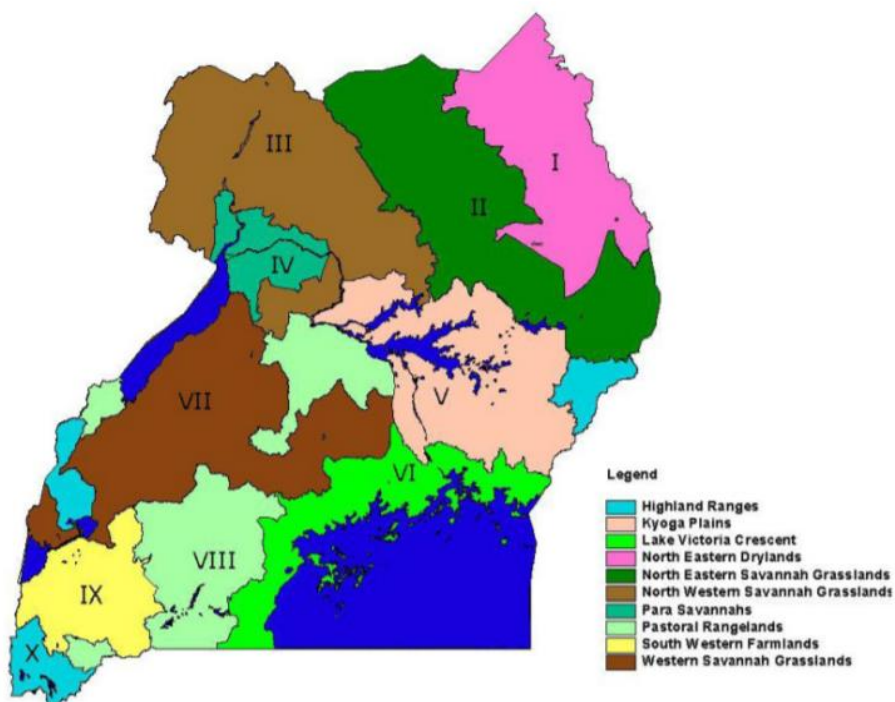 I
III
II
IV
VII
V
VI
VIII
IX
X
Legend
Highland Ranges
Kyoga Plains
Lake Victoria Crescent
North Eastern Drylands
North Eastern Savannah Grasslands
North Western Savannah Grasslands
Para Savannahs
Pastoral Rangelands
South Western Farmlands
Western Savannah Grasslands